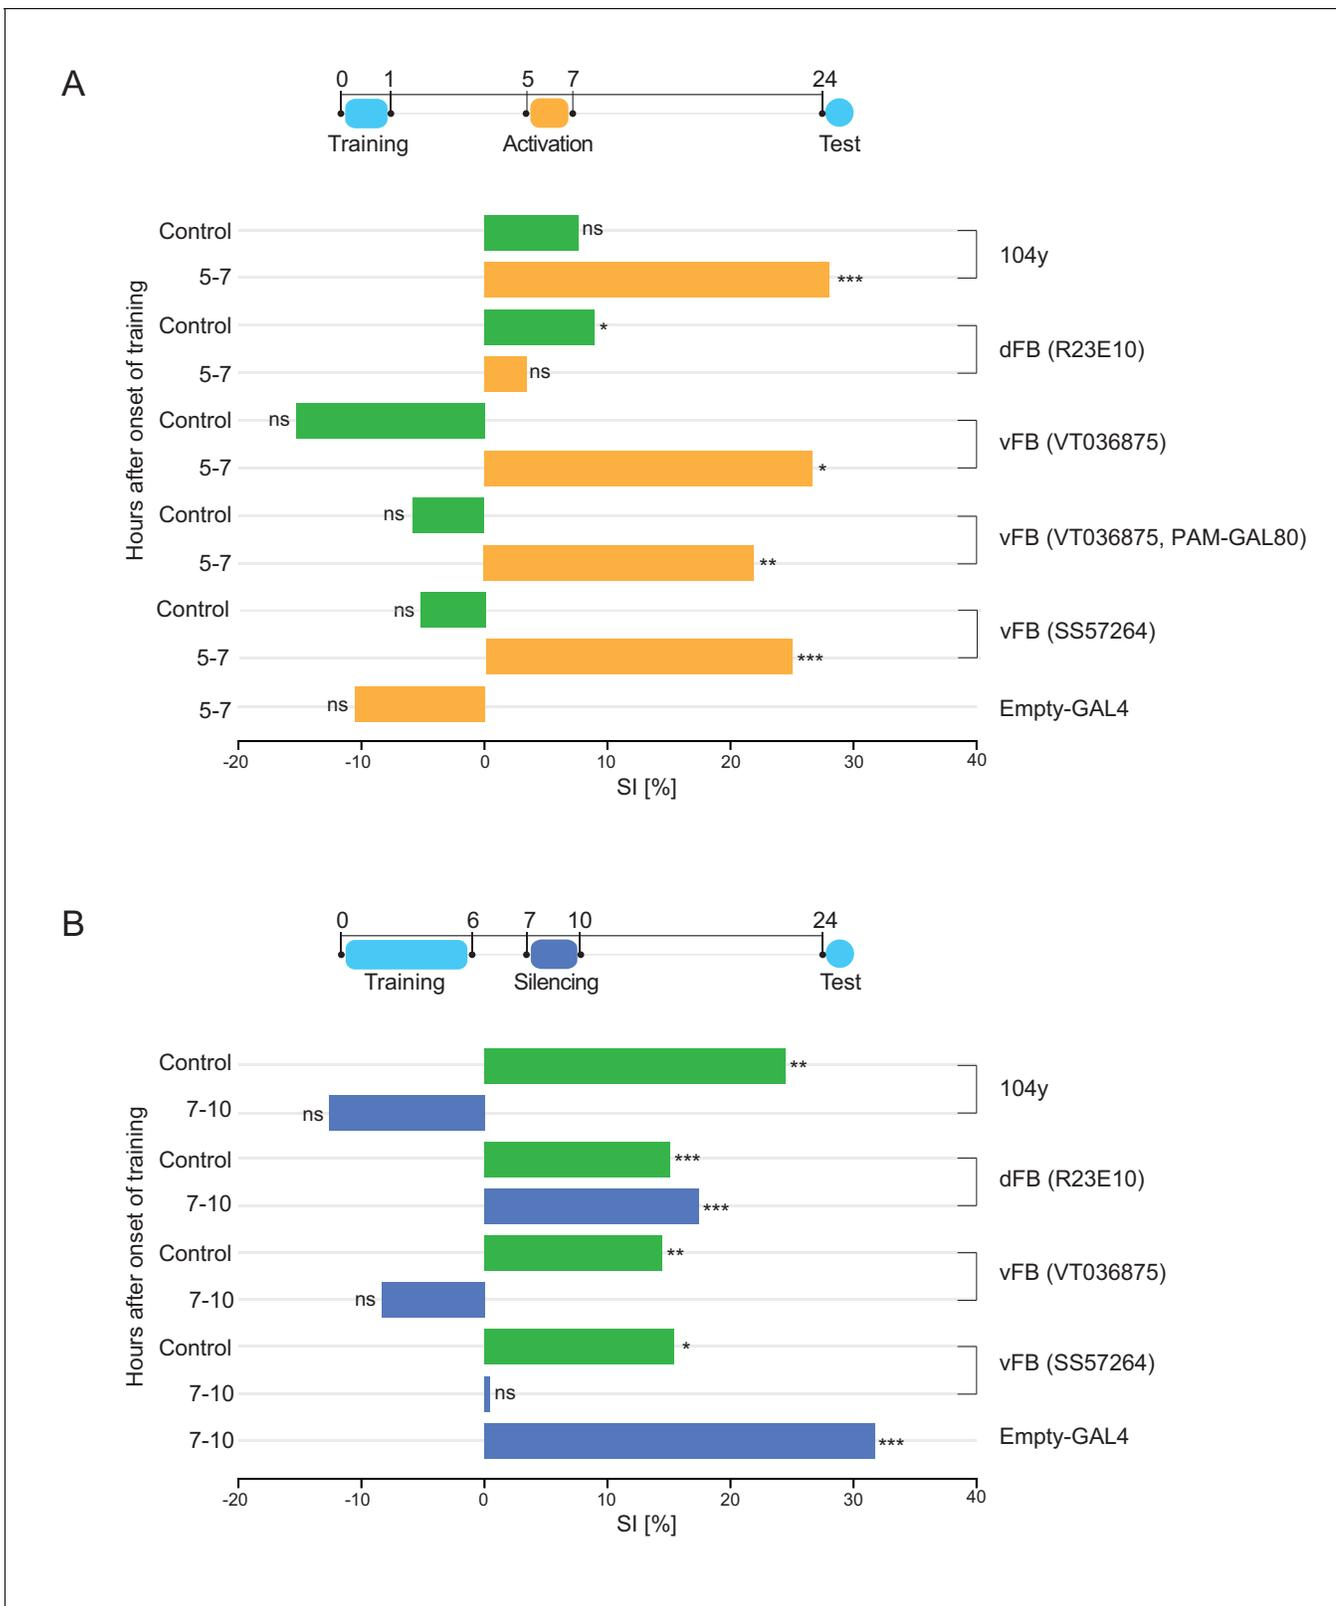 A
0 1 5 7 24
Training Activation Test
Hours after onset of training
Control ns
104y
5-7 ***
Control *
dFB (R23E10)
5-7 ns
Control ns
vFB (VT036875)
5-7 *
Control ns
vFB (VT036875, PAM-GAL80)
5-7 **
Control ns
vFB (SS57264)
5-7 ***
5-7 ns Empty-GAL4
-20 -10 0 10 20 30 40
SI [%]
B
0 6 7 10 24
Training Silencing Test
Hours after onset of training
Control **
104y
7-10 ns
Control ***
dFB (R23E10)
7-10 ***
Control **
vFB (VT036875)
7-10 ns
Control *
vFB (SS57264)
7-10 ns
7-10 *** Empty-GAL4
-20 -10 0 10 20 30 40
SI [%]